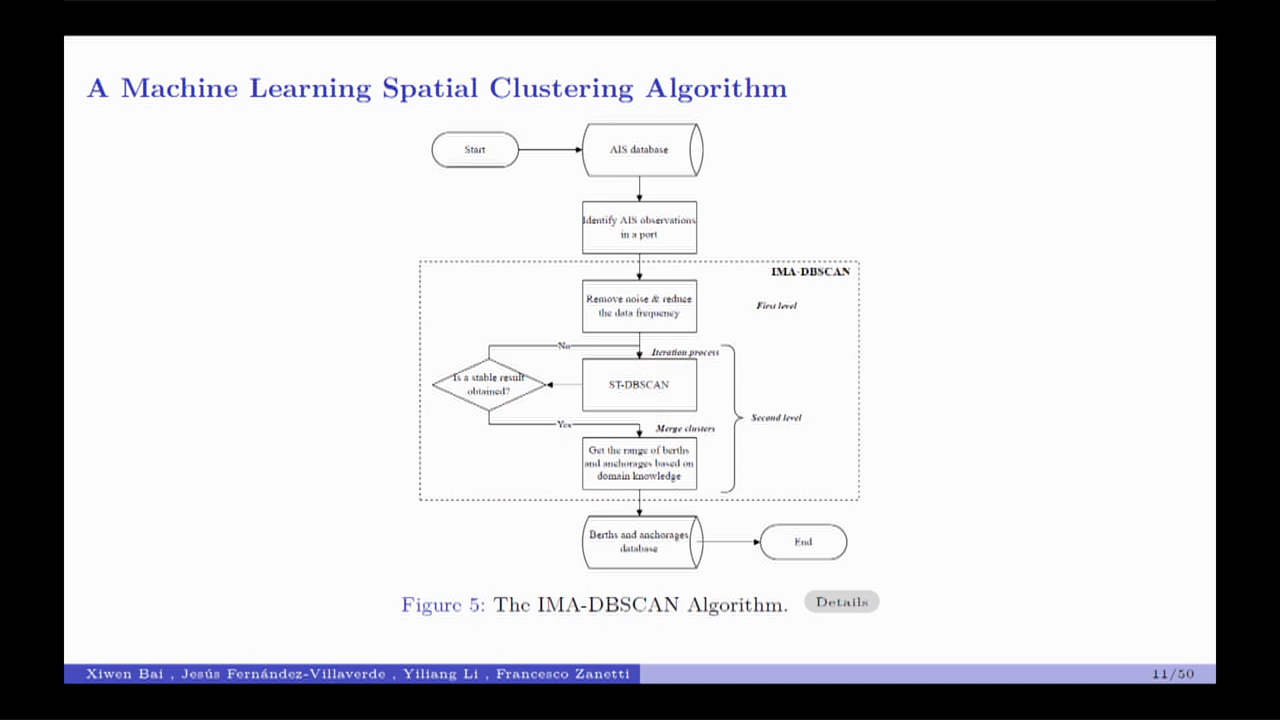 A Machine Learning Spatial Clustering Algorithm
Start
AIS database
Identify AIS observations
in a port
IMA-DBSCAN
Remove noise & reduce
the data frequency
First level
No
Iteration process
Is a stable result
obtained?
ST-DBSCAN
Second level
Yes
Merge clusters
Get the range of berths
and anchorages based on
domain knowledge
Berths and anchorages
database
End
Figure 5: The IMA-DBSCAN Algorithm.
Details
Xiwen Bai , Jesús Fernández-Villaverde , Yiliang Li , Francesco Zanetti
11/50